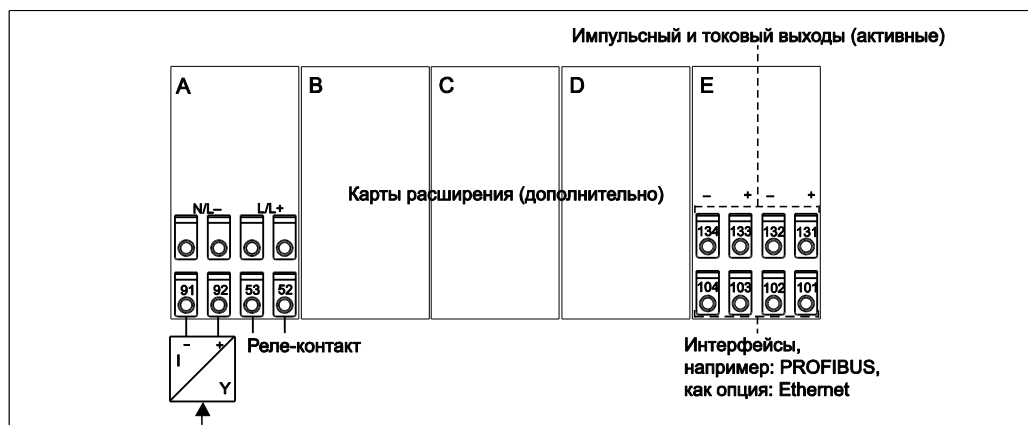 Импульсный и токовый выходы (активные)
A
B
C
D
E
Карты расширения (дополнительно)
N/L–
L/L+
– + – +
134 133 132 131
91 92 53 52
104 103 102 101
– +
I
Y
Реле-контакт
Интерфейсы,
например: PROFIBUS,
как опция: Ethernet